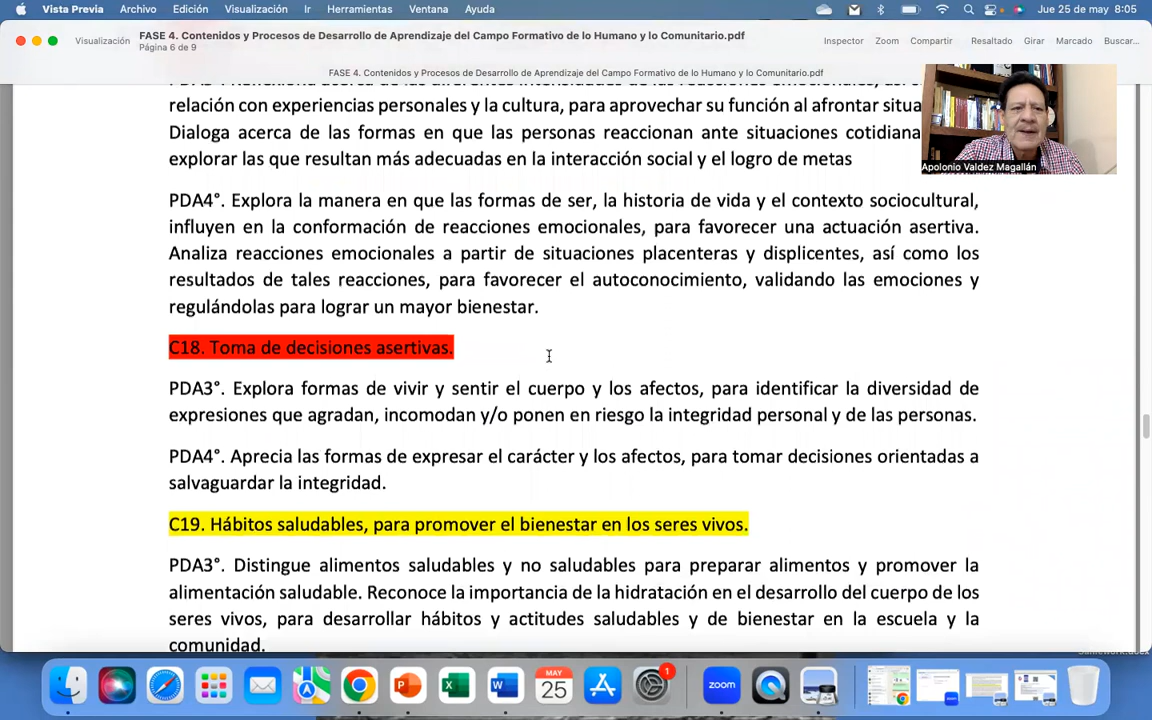 Vista Previa Archivo Edición Visualización Ir Herramientas Ventana Ayuda Jue 25 de may 8:05
Visualización FASE 4. Contenidos y Procesos de Desarrollo de Aprendizaje del Campo Formativo de lo Humano y lo Comunitario.pdf Inspector Zoom Compartir Resaltado Girar Marcado Buscar...
Página 6 de 9
FASE 4. Contenidos y Procesos de Desarrollo de Aprendizaje del Campo Formativo de lo Humano y lo Comunitario.pdf
relación con experiencias personales y la cultura, para aprovechar su función al afrontar
Dialoga acerca de las formas en que las personas reaccionan ante situaciones
explorar las que resultan más adecuadas en la interacción social y el logro de metas
Apolonio Valdez Magallán
PDA4°. Explora la manera en que las formas de ser, la historia de vida y el contexto sociocultural,
influyen en la conformación de reacciones emocionales, para favorecer una actuación asertiva.
Analiza reacciones emocionales a partir de situaciones placenteras y displicentes, así como los
resultados de tales reacciones, para favorecer el autoconocimiento, validando las emociones y
regulándolas para lograr un mayor bienestar.
C18. Toma de decisiones asertivas.
PDA3°. Explora formas de vivir y sentir el cuerpo y los afectos, para identificar la diversidad de
expresiones que agradan, incomodan y/o ponen en riesgo la integridad personal y de las personas.
PDA4°. Aprecia las formas de expresar el carácter y los afectos, para tomar decisiones orientadas a
salvaguardar la integridad.
C19. Hábitos saludables, para promover el bienestar en los seres vivos.
PDA3°. Distingue alimentos saludables y no saludables para preparar alimentos y promover la
alimentación saludable. Reconoce la importancia de la hidratación en el desarrollo del cuerpo de los
seres vivos, para desarrollar hábitos y actitudes saludables y de bienestar en la escuela y la
comunidad.
MAY
25
1
zoom